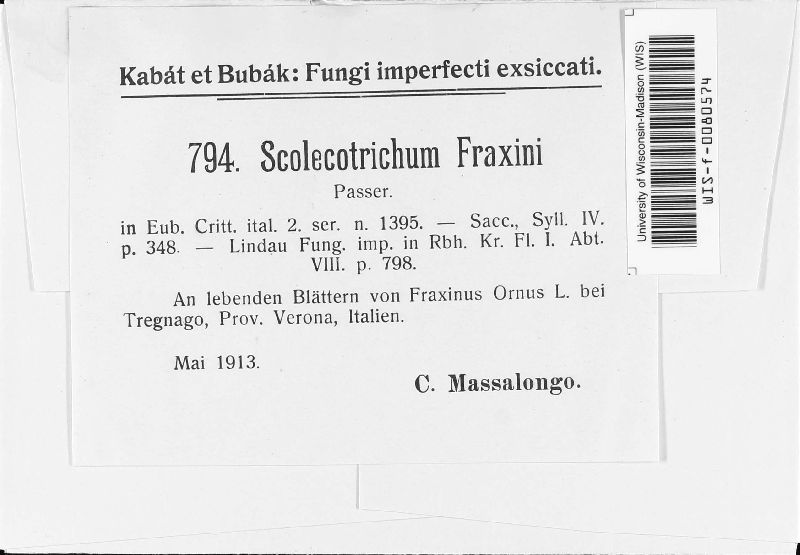 Kabát et Bubák: Fungi imperfecti exsiccati.
794. Scolecotrichum Fraxini
Passer.
in Eub. Critt. ital. 2. ser. n. 1395. — Sacc., Syll. IV.
p. 348. — Lindau Fung. imp. in Rbh. Kr. Fl. I. Abt.
VIII. p. 798.
An lebenden Blättern von Fraxinus Ornus L. bei
Tregnago, Prov. Verona, Italien.
Mai 1913.
C. Massalongo.
University of Wisconsin-Madison (WIS)
WIS-f-0080574